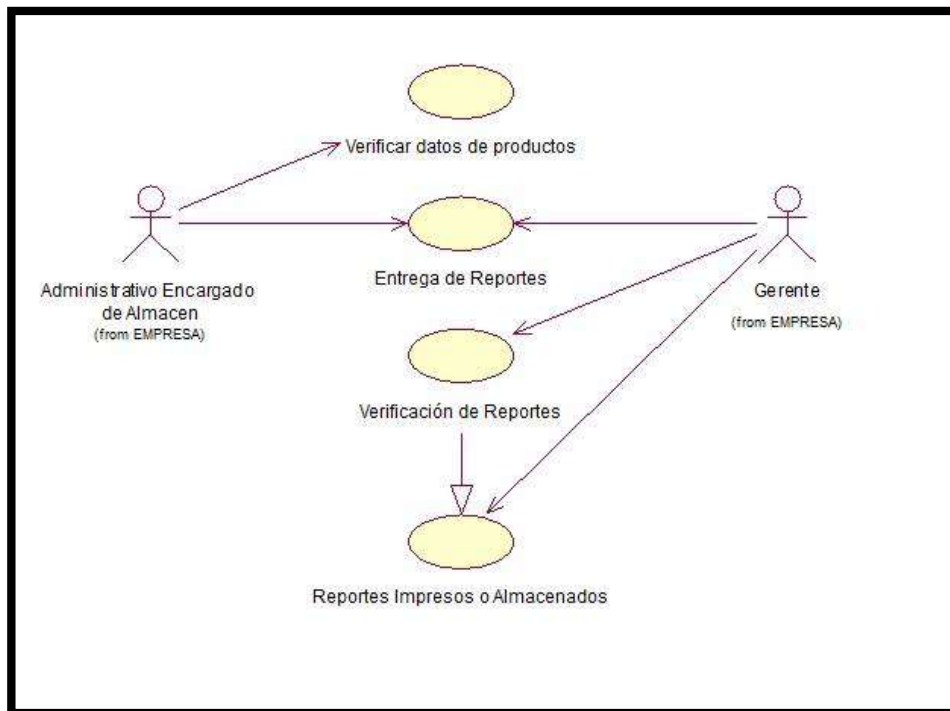 Verificar datos de productos
Entrega de Reportes
Administrativo Encargado
de Almacen
(from EMPRESA)
Gerente
(from EMPRESA)
Verificación de Reportes
Reportes Impresos o Almacenados